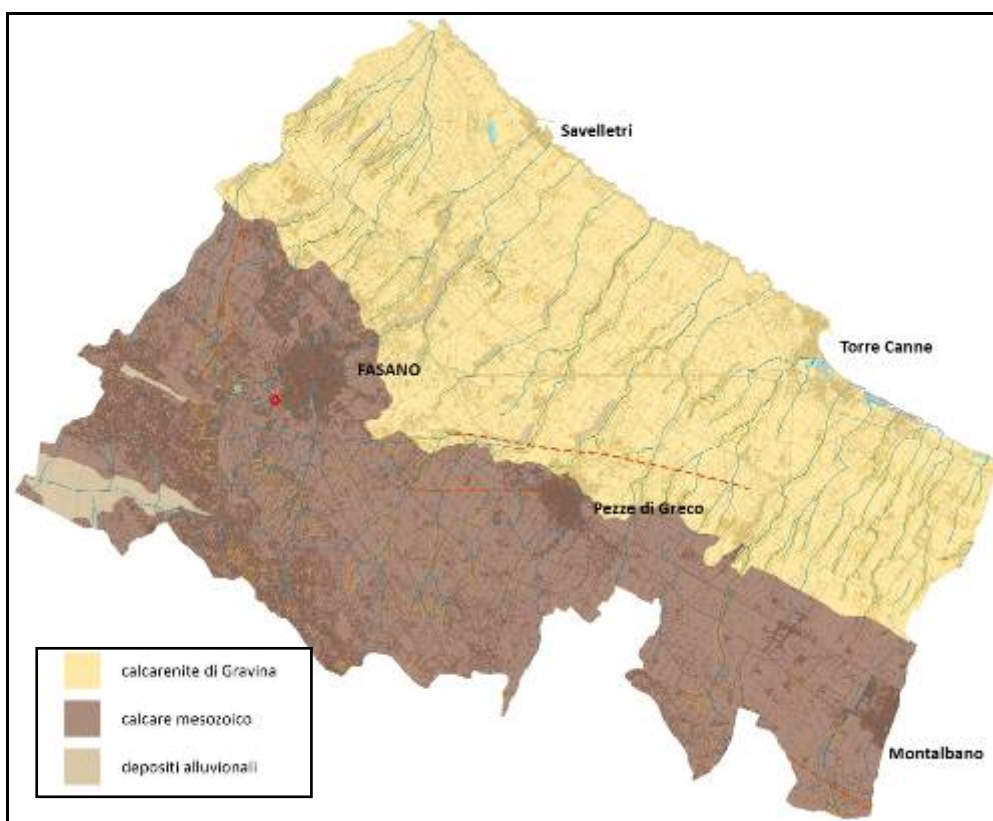 Savelletri
Torre Canne
FASANO
Pezze di Greco
calcarenite di Gravina
calcare mesozoico
depositi alluvionali
Montalbano